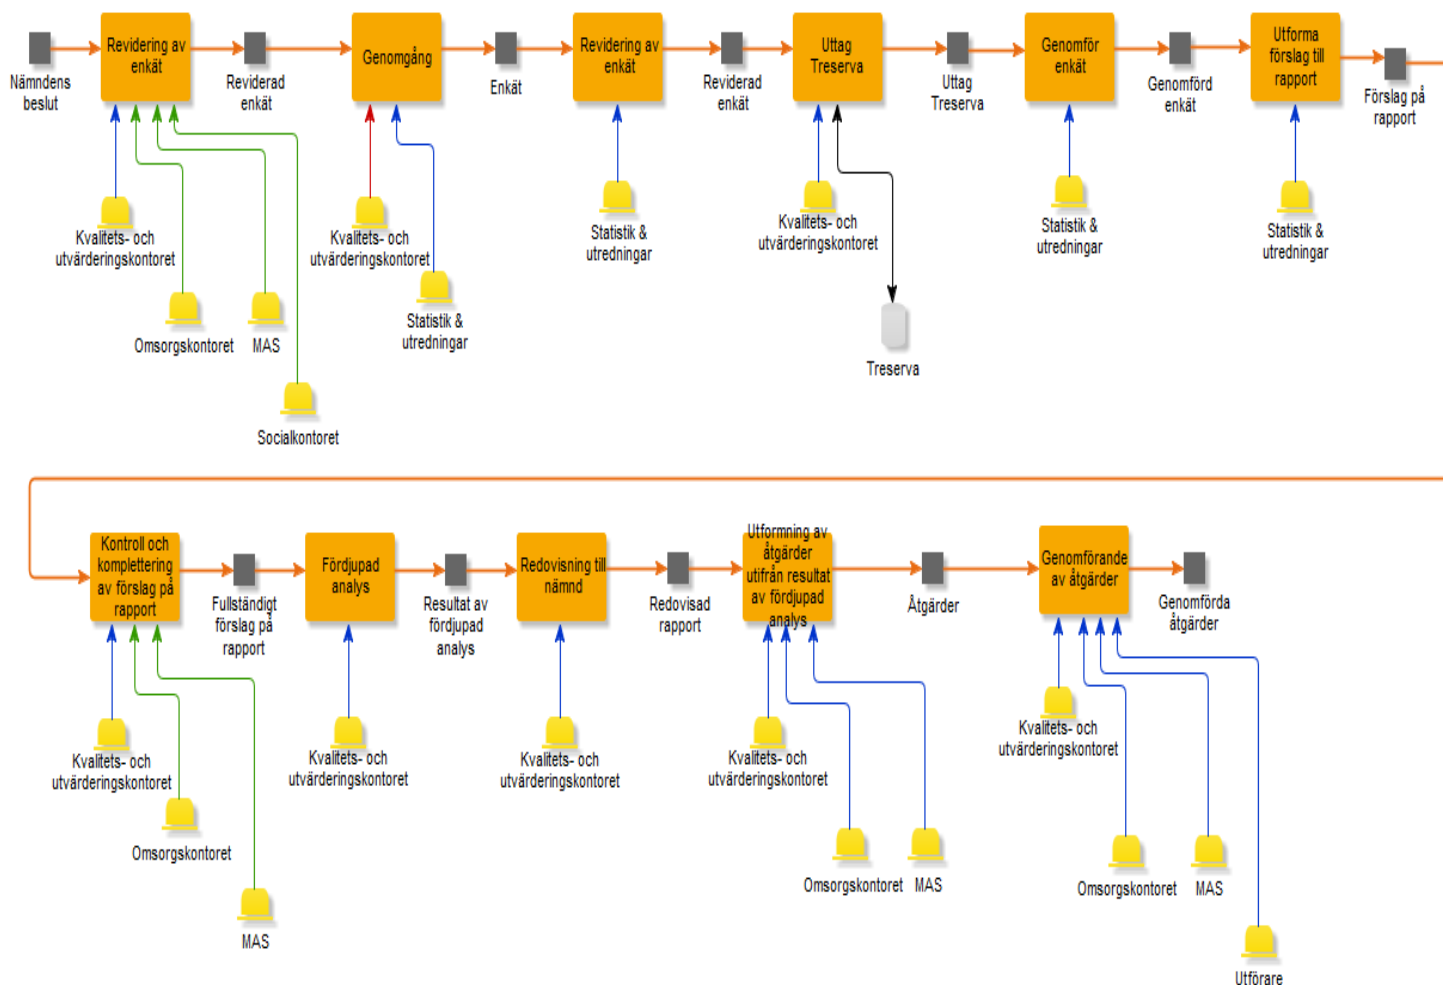 Nämndens
beslut
Revidering av
enkät
Reviderad
enkät
Genomgång
Enkät
Revidering av
enkät
Reviderad
enkät
Uttag
Treserva
Uttag
Treserva
Genomför
enkät
Genomförd
enkät
Utforma
förslag till
rapport
Förslag på
rapport
Kvalitets- och
utvärderingskontoret
Omsorgskontoret
MAS
Socialkontoret
Kvalitets- och
utvärderingskontoret
Statistik &
utredningar
Statistik &
utredningar
Kvalitets- och
utvärderingskontoret
Treserva
Statistik &
utredningar
Statistik &
utredningar
Kontroll och
komplettering
av förslag på
rapport
Fullständigt
förslag på
rapport
Fördjupad
analys
Resultat av
fördjupad
analys
Redovisning till
nämnd
Redovisad
rapport
Utformning av
åtgärder
utifrån resultat
av fördjupad
analys
Åtgärder
Genomförande
av åtgärder
Genomförda
åtgärder
Kvalitets- och
utvärderingskontoret
Omsorgskontoret
MAS
Kvalitets- och
utvärderingskontoret
Kvalitets- och
utvärderingskontoret
Kvalitets- och
utvärderingskontoret
Omsorgskontoret
MAS
Kvalitets- och
utvärderingskontoret
Omsorgskontoret
MAS
Utförare